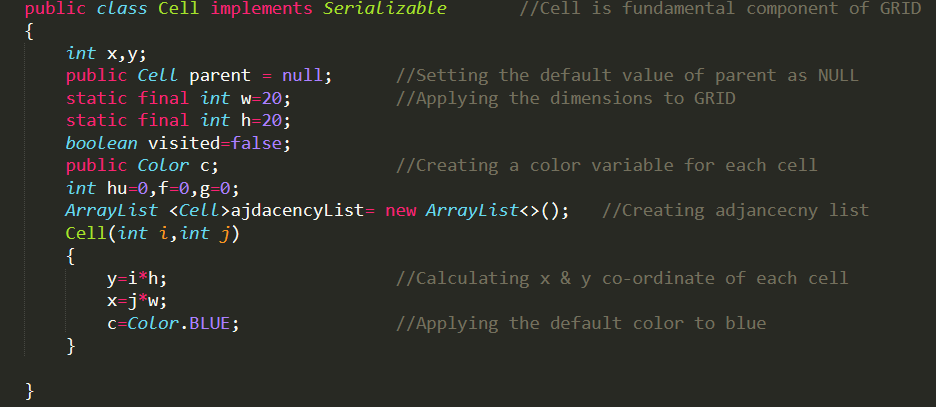 public class Cell implements Serializable //Cell is fundamental component of GRID
{
int x,y;
public Cell parent = null; //Setting the default value of parent as NULL
static final int w=20; //Applying the dimensions to GRID
static final int h=20;
boolean visited=false;
public Color c; //Creating a color variable for each cell
int hu=0,f=0,g=0;
ArrayList <Cell>ajdacencyList= new ArrayList<>(); //Creating adjancecny list
Cell(int i,int j)
{
y=i*h; //Calculating x & y co-ordinate of each cell
x=j*w;
c=Color.BLUE; //Applying the default color to blue
}
}